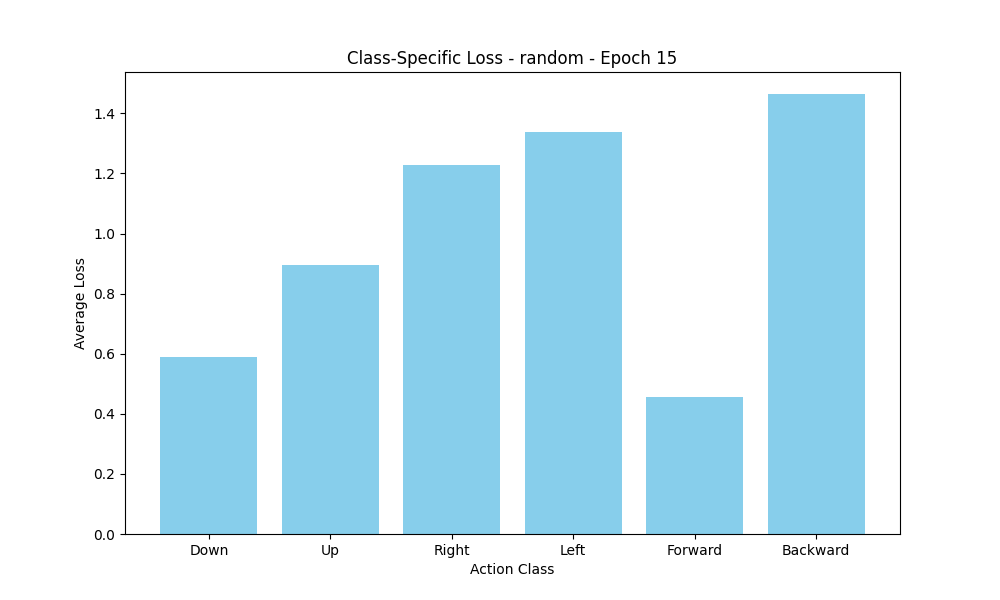 Class-Specific Loss - random - Epoch 15
Average Loss
1.4
1.2
1.0
0.8
0.6
0.4
0.2
0.0
Down Up Right Left Forward Backward
Action Class